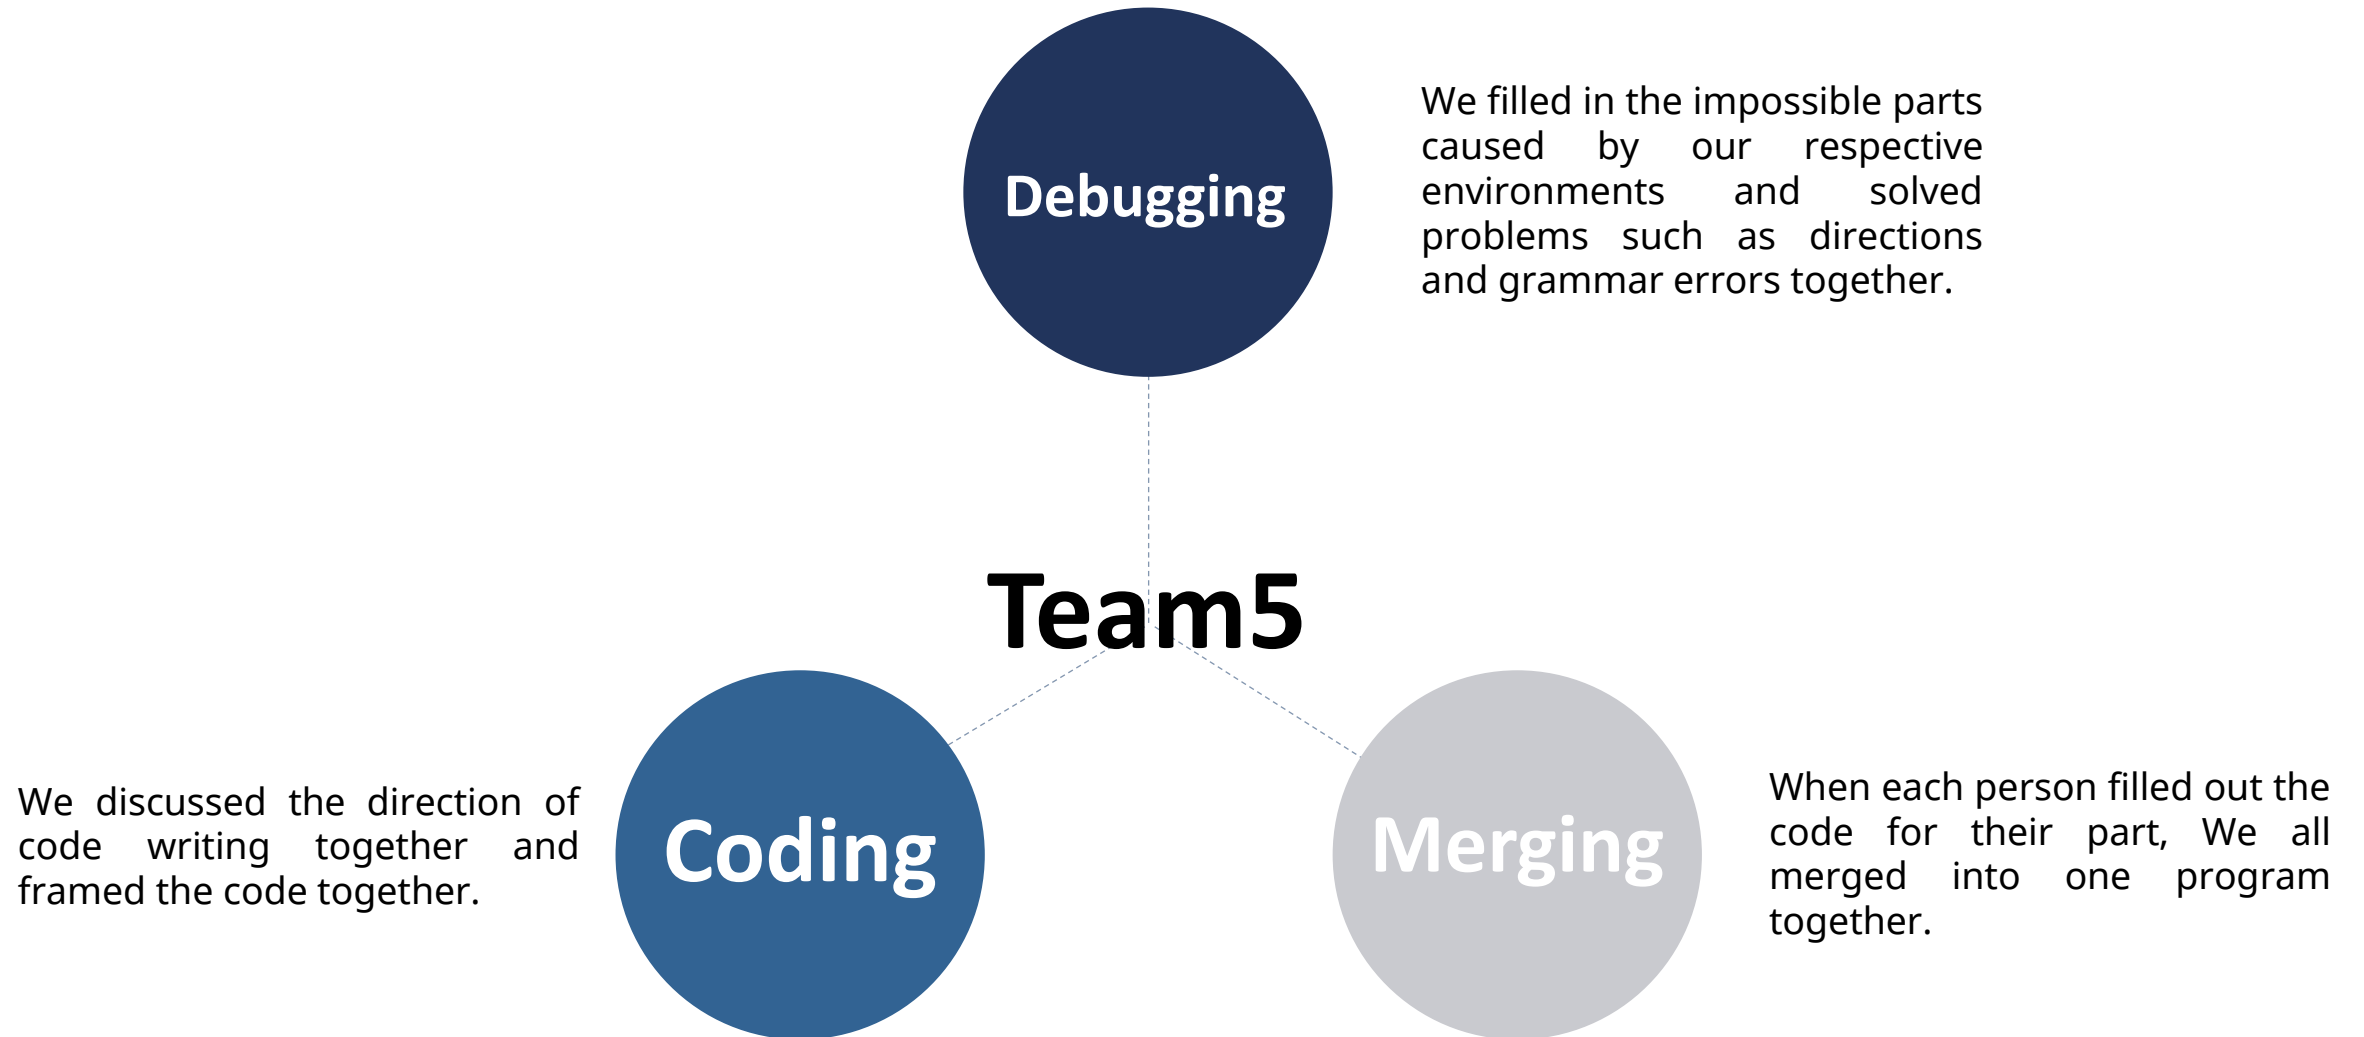 Debugging
We filled in the impossible parts
caused by our respective
environments and solved
problems such as directions
and grammar errors together.
Team5
We discussed the direction of
code writing together and
framed the code together.
Coding
Merging
When each person filled out the
code for their part, We all
merged into one program
together.